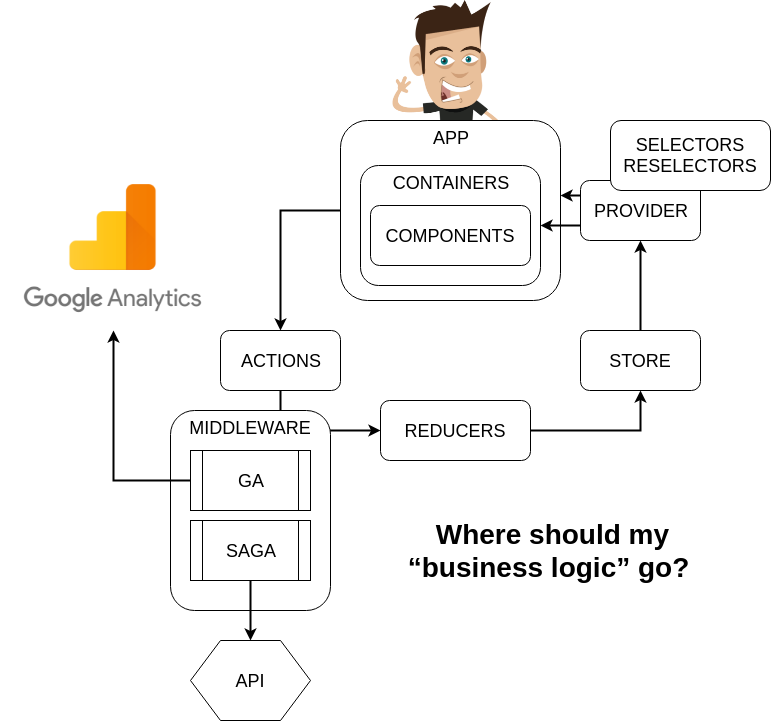 APP
SELECTORS
RESELECTORS
CONTAINERS
PROVIDER
COMPONENTS
Google Analytics
ACTIONS
STORE
MIDDLEWARE
REDUCERS
GA
SAGA
Where should my
“business logic” go?
API